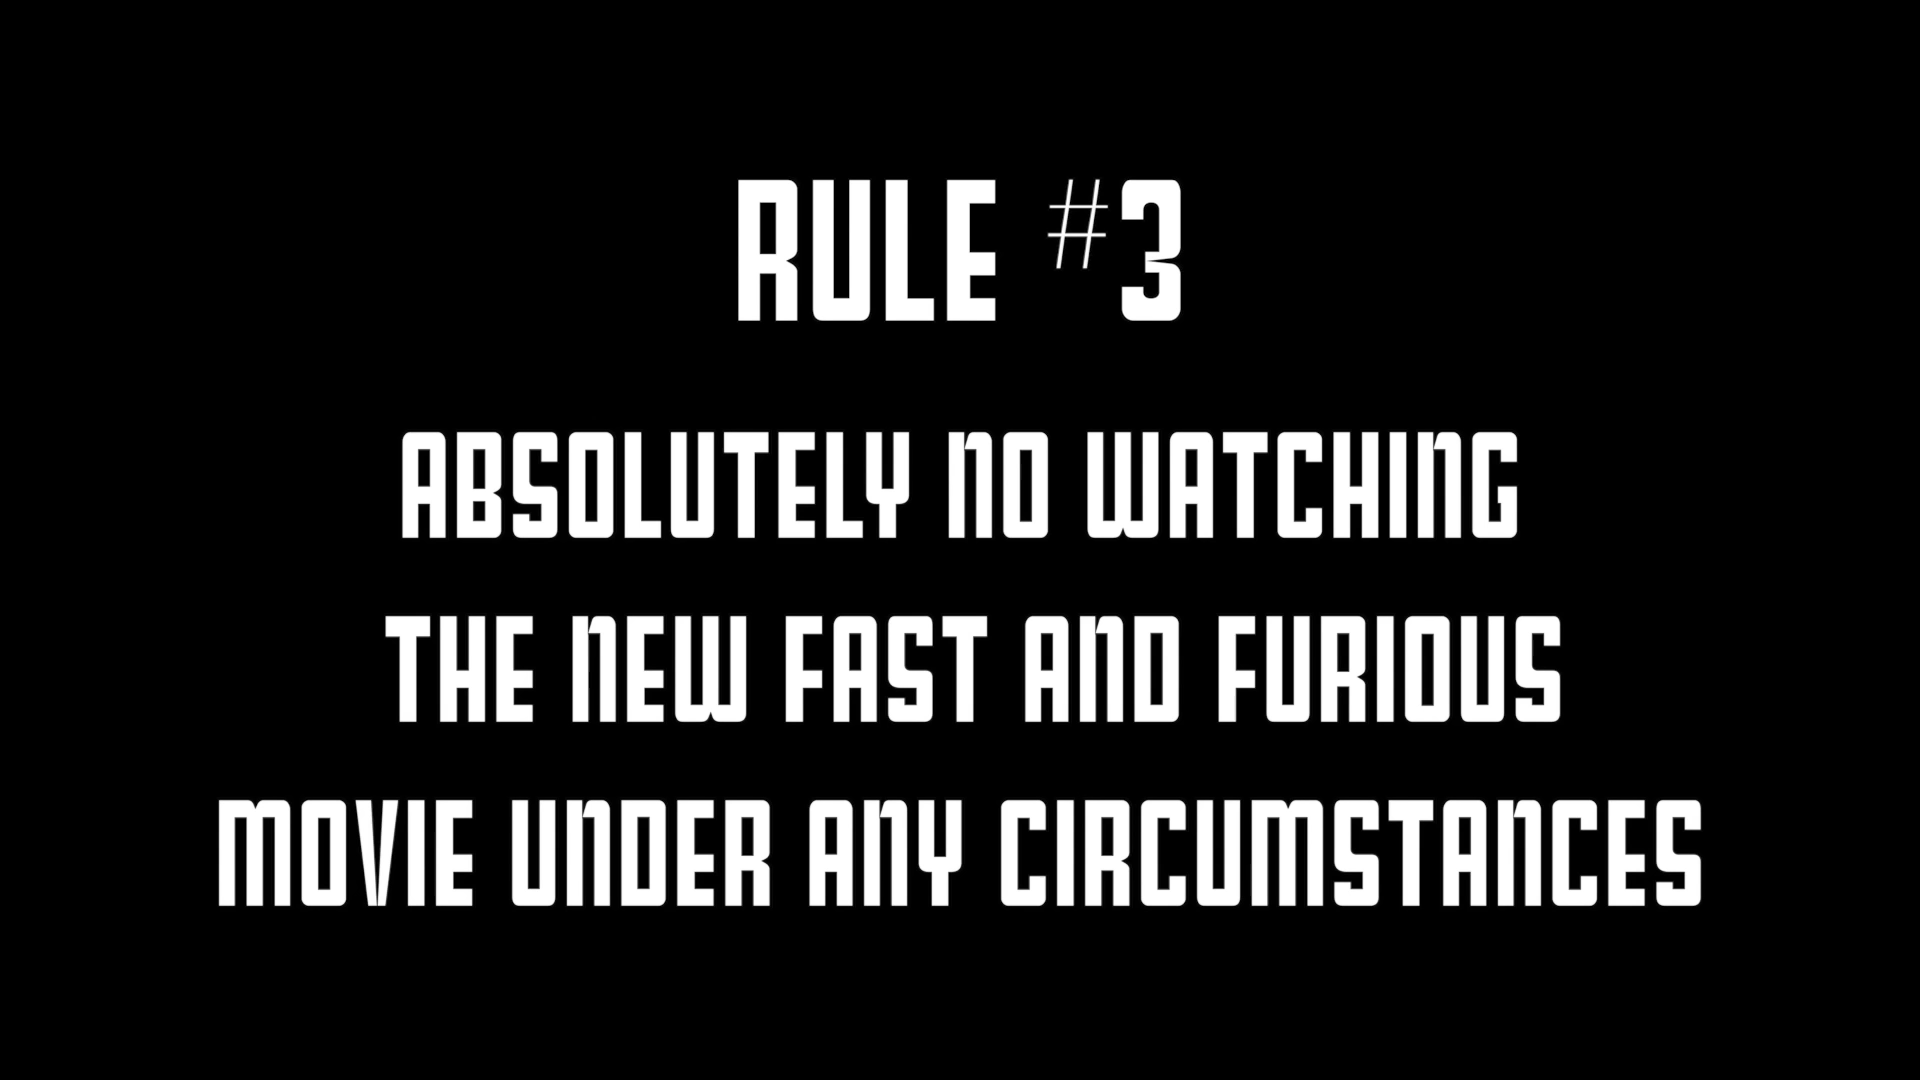 RULE #3
ABSOLUTELY NO WATCHING
THE NEW FAST AND FURIOUS
MOVIE UNDER ANY CIRCUMSTANCES